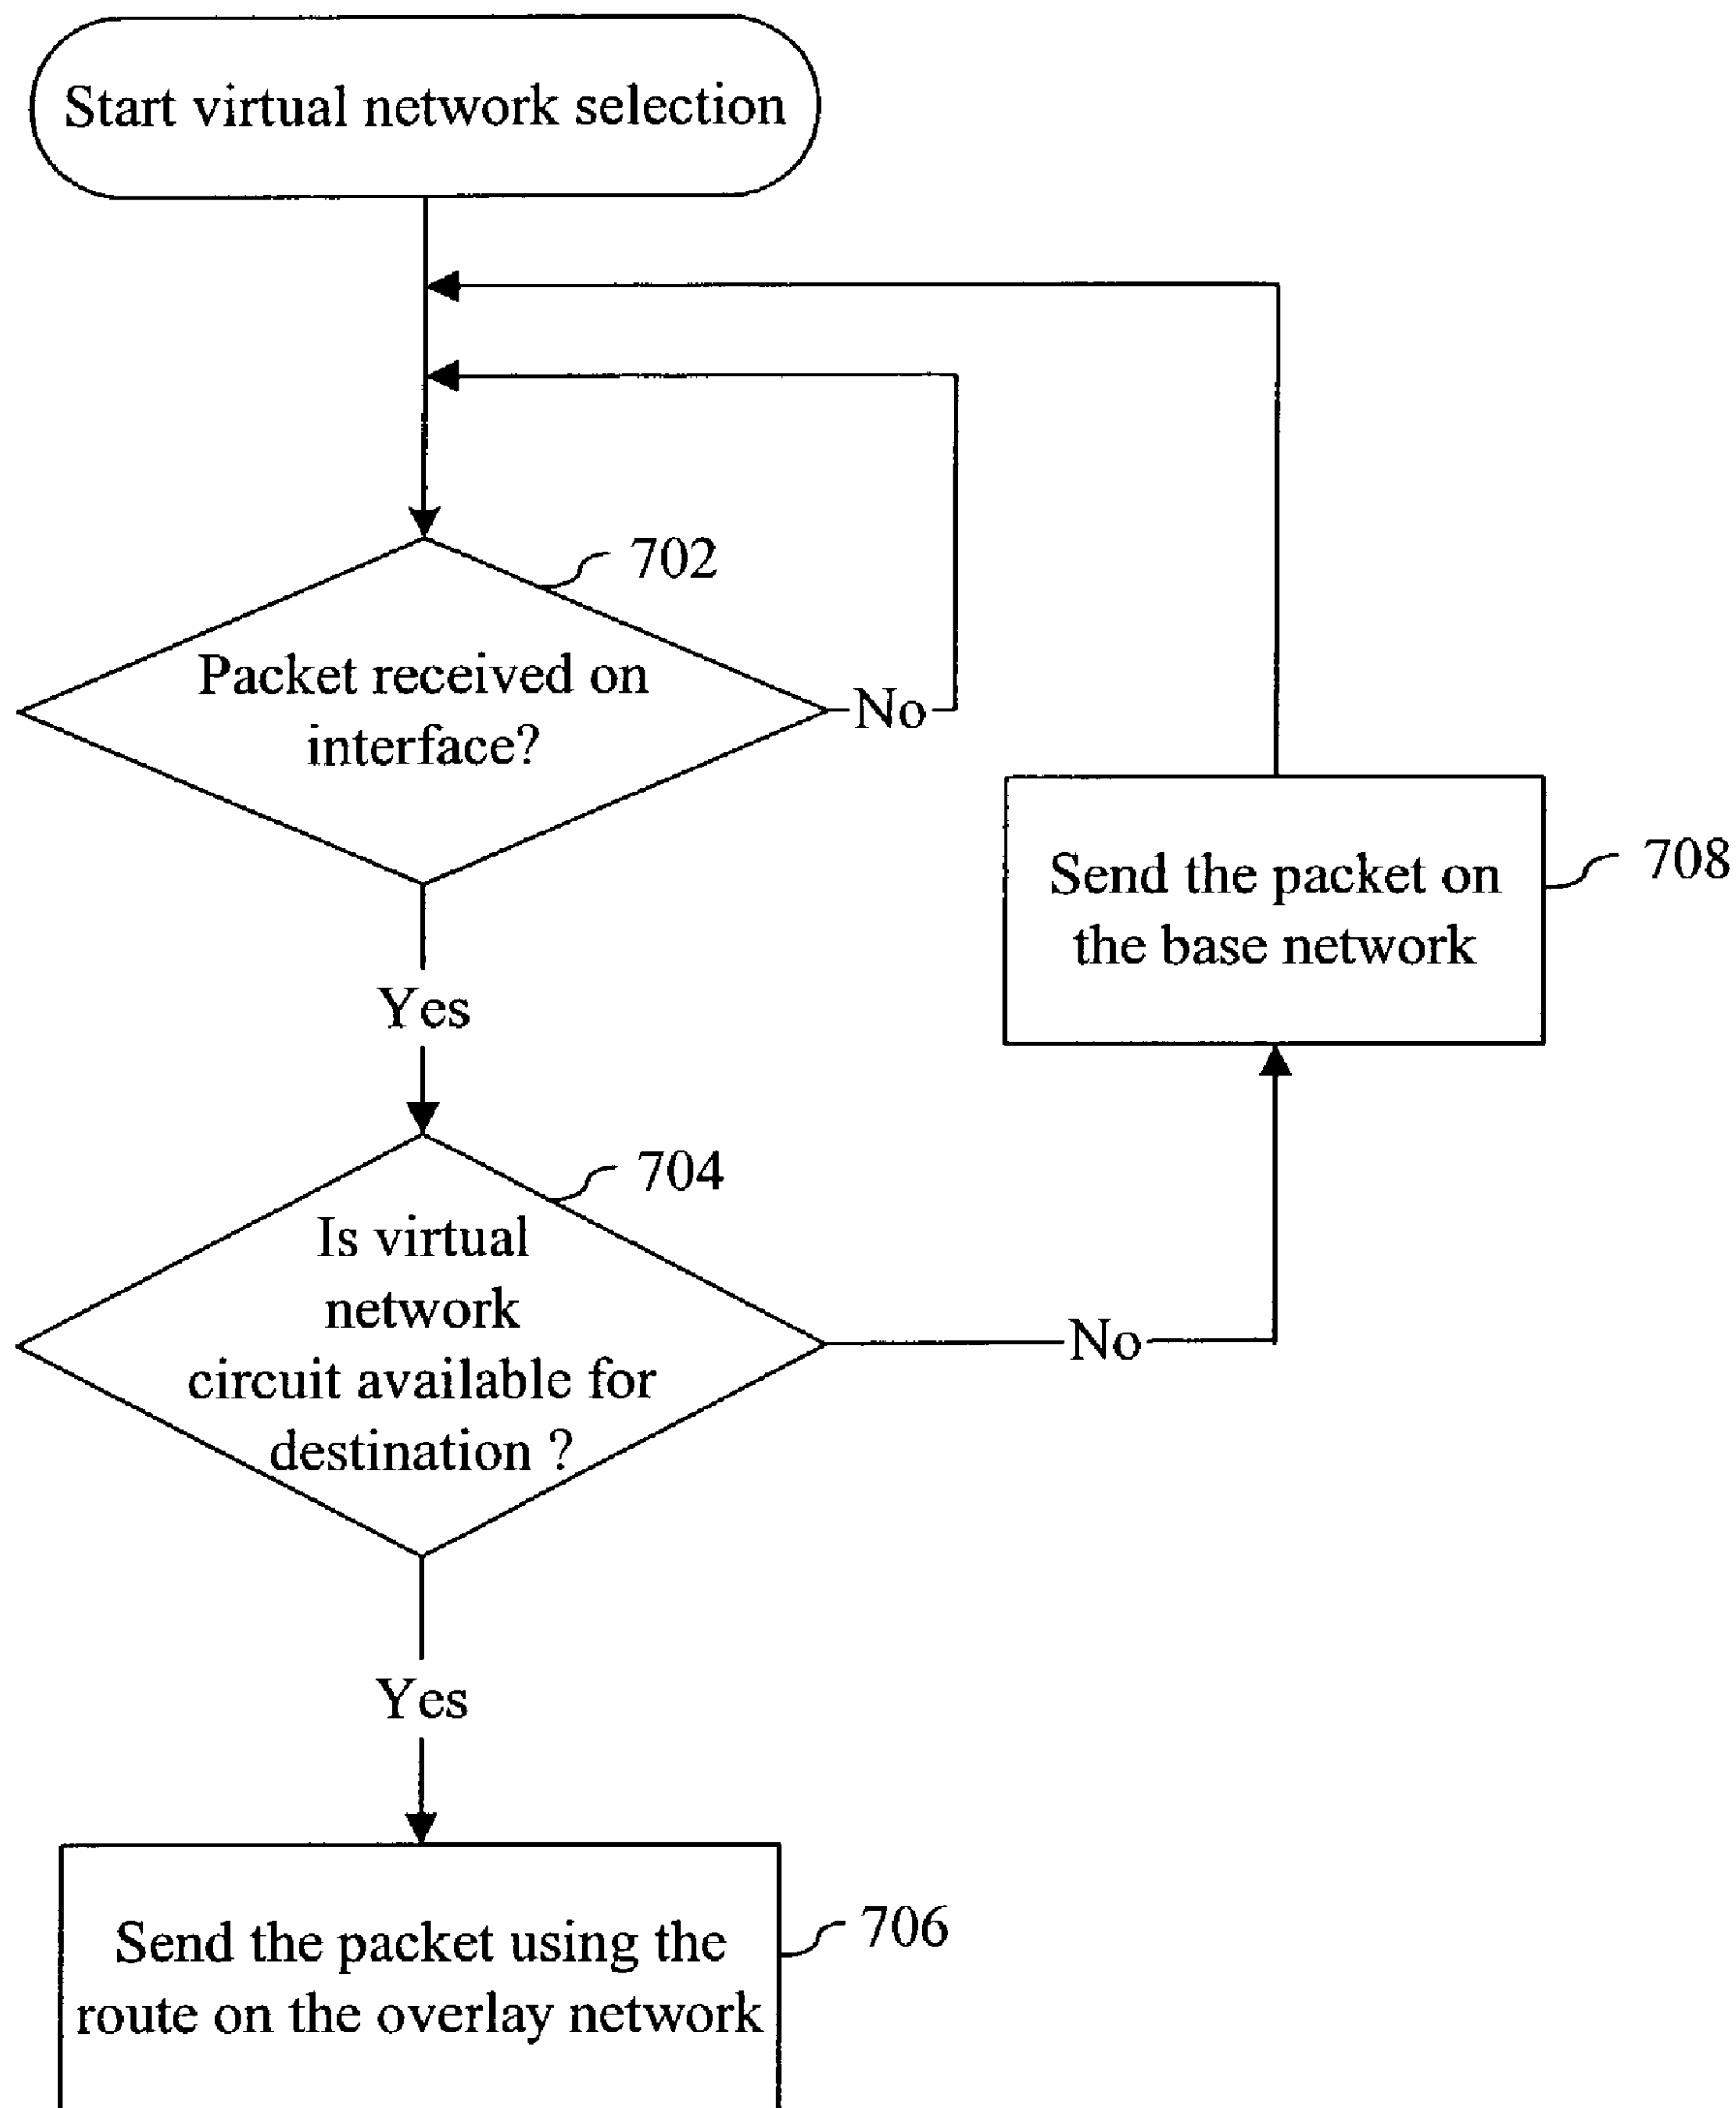 Start virtual network selection
702
Packet received on
interface?
No
708
Send the packet on
the base network
Yes
704
Is virtual
network
circuit available for
destination ?
No
Yes
706
Send the packet using the
route on the overlay network